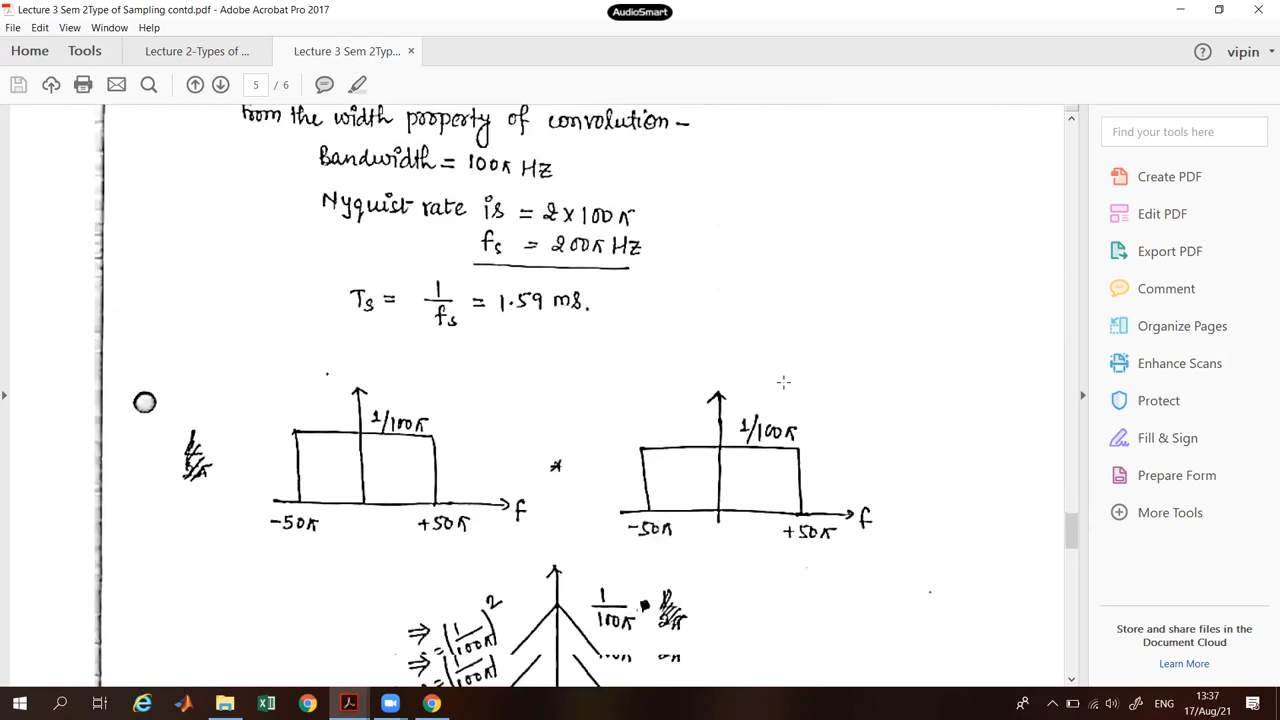 Lecture 3 Sem 2Type of Sampling contd.pdf - Adobe Acrobat Pro 2017
AudioSmart
File Edit View Window Help
Home Tools Lecture 2-Types of ... Lecture 3 Sem 2Typ... × vipin
5 / 6
from the width property of convolution -
Bandwidth = 100π Hz
Nyquist rate is = 2 × 100π
fs = 200π Hz
Ts = 1/fs = 1.59 ms.
1/100π
-50π +50π f
*
1/100π
-50π +50π f
⇒ (1/100π)^2
1/100π ·
⇒ = (1/100π)
Find your tools here
Create PDF
Edit PDF
Export PDF
Comment
Organize Pages
Enhance Scans
Protect
Fill & Sign
Prepare Form
More Tools
Store and share files in the
Document Cloud
Learn More
ENG
13:37
17/Aug/21